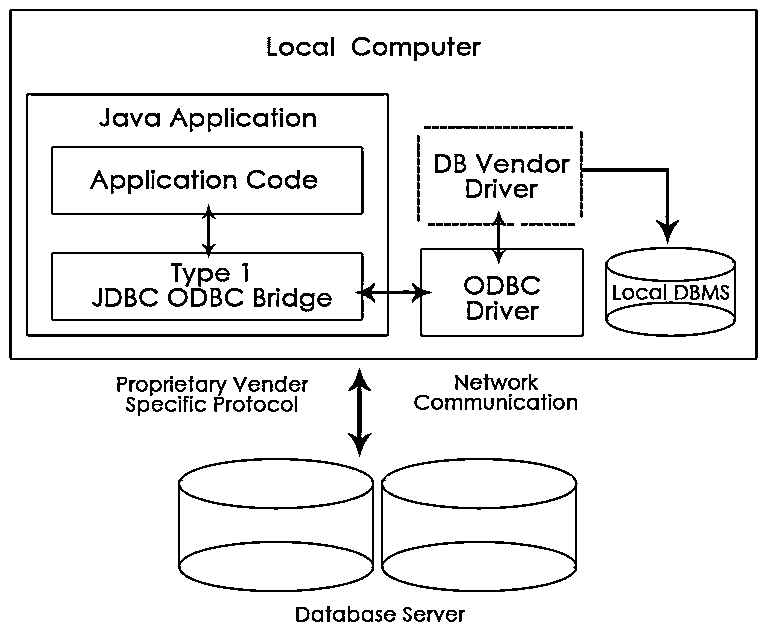 Local Computer
Java Application
Application Code
Type 1
JDBC ODBC Bridge
DB Vendor
Driver
ODBC
Driver
Local DBMS
Proprietary Vender
Specific Protocol
Network
Communication
Database Server